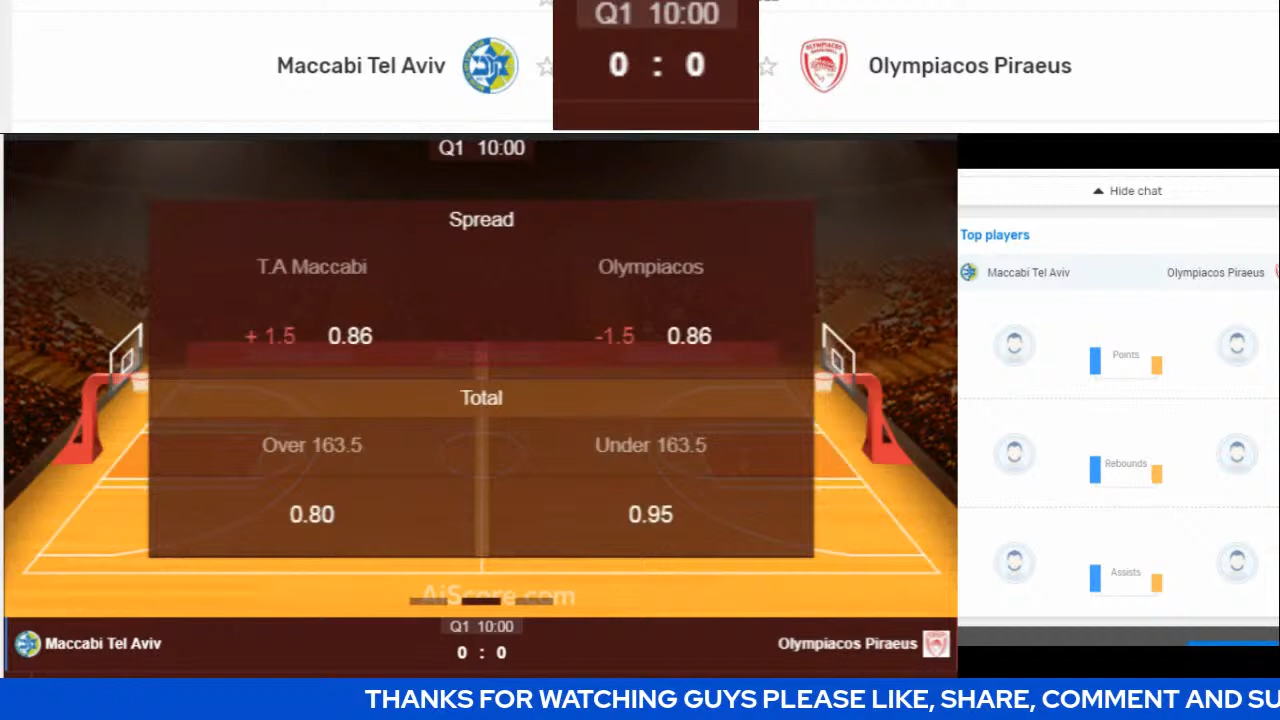 Q1 10:00
Maccabi Tel Aviv
0 : 0
Olympiacos Piraeus
Q1 10:00
Spread
T.A Maccabi
Olympiacos
+ 1.5 0.86
-1.5 0.86
Total
Over 163.5
Under 163.5
0.80
0.95
AiScore.com
Q1 10:00
Maccabi Tel Aviv
0 : 0
Olympiacos Piraeus
Hide chat
Top players
Maccabi Tel Aviv
Olympiacos Piraeus
Points
Rebounds
Assists
THANKS FOR WATCHING GUYS PLEASE LIKE, SHARE, COMMENT AND SU